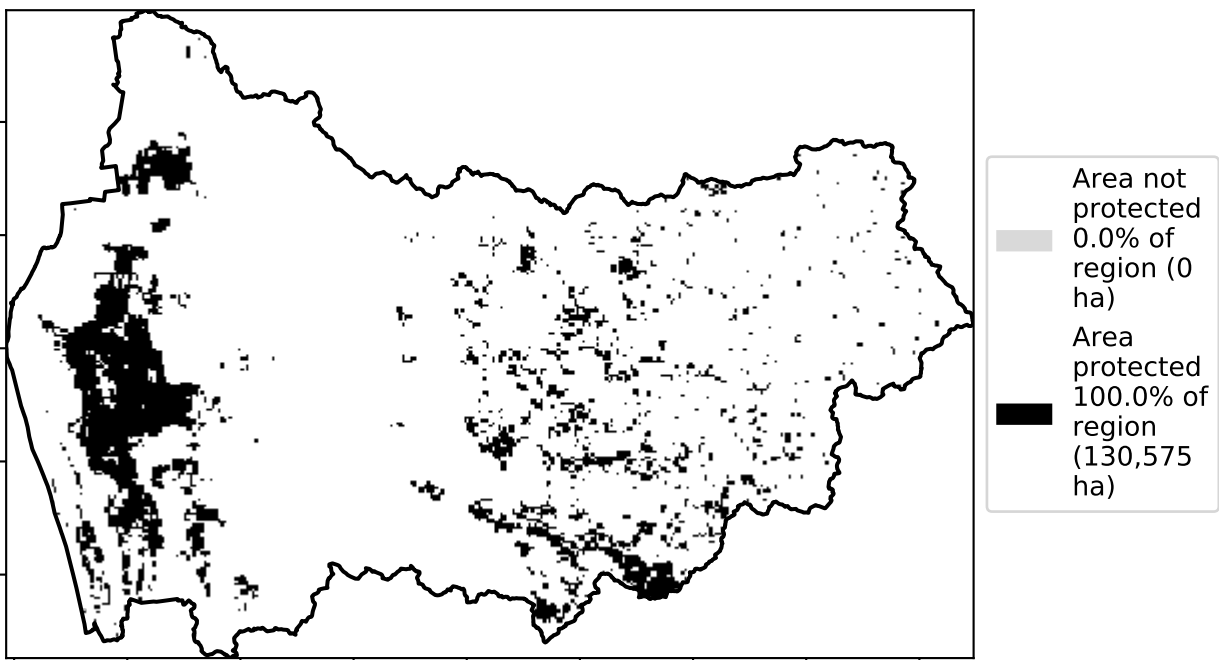 Area not
protected
0.0% of
region (0
ha)
Area
protected
100.0% of
region
(130,575
ha)